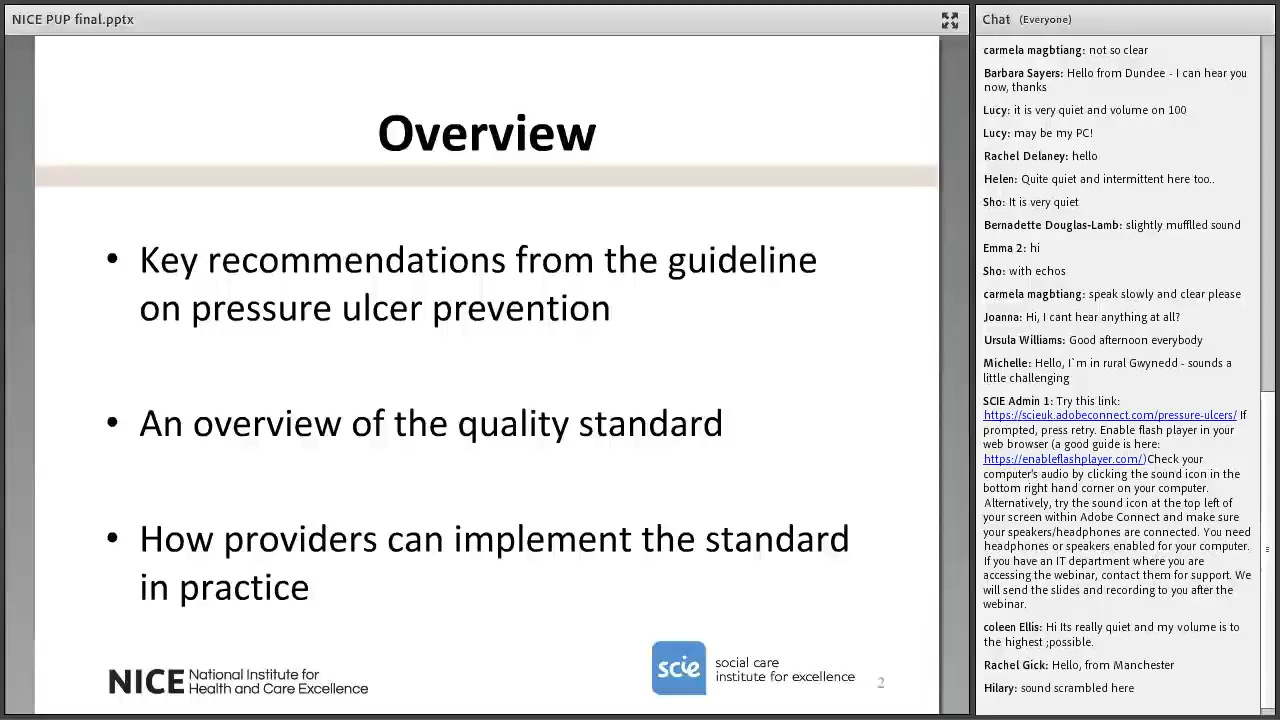 NICE PUP final.pptx
Overview
• Key recommendations from the guideline
on pressure ulcer prevention
• An overview of the quality standard
• How providers can implement the standard
in practice
NICE National Institute for
Health and Care Excellence
scie social care
institute for excellence
2
Chat (Everyone)
carmela magbtiang: not so clear
Barbara Sayers: Hello from Dundee - I can hear you
now, thanks
Lucy: it is very quiet and volume on 100
Lucy: may be my PC!
Rachel Delaney: hello
Helen: Quite quiet and intermittent here too..
Sho: It is very quiet
Bernadette Douglas-Lamb: slightly mufflled sound
Emma 2: hi
Sho: with echos
carmela magbtiang: speak slowly and clear please
Joanna: Hi, I cant hear anything at all?
Ursula Williams: Good afternoon everybody
Michelle: Hello, I`m in rural Gwynedd - sounds a
little challenging
SCIE Admin 1: Try this link:
https://scieuk.adobeconnect.com/pressure-ulcers/ If
prompted, press retry. Enable flash player in your
web browser (a good guide is here:
https://enableflashplayer.com/)Check your
computer's audio by clicking the sound icon in the
bottom right hand corner on your computer.
Alternatively, try the sound icon at the top left of
your screen within Adobe Connect and make sure
your speakers/headphones are connected. You need
headphones or speakers enabled for your computer.
If you have an IT department where you are
accessing the webinar, contact them for support. We
will send the slides and recording to you after the
webinar.
coleen Ellis: Hi Its really quiet and my volume is to
the highest ;possible.
Rachel Gick: Hello, from Manchester
Hilary: sound scrambled here